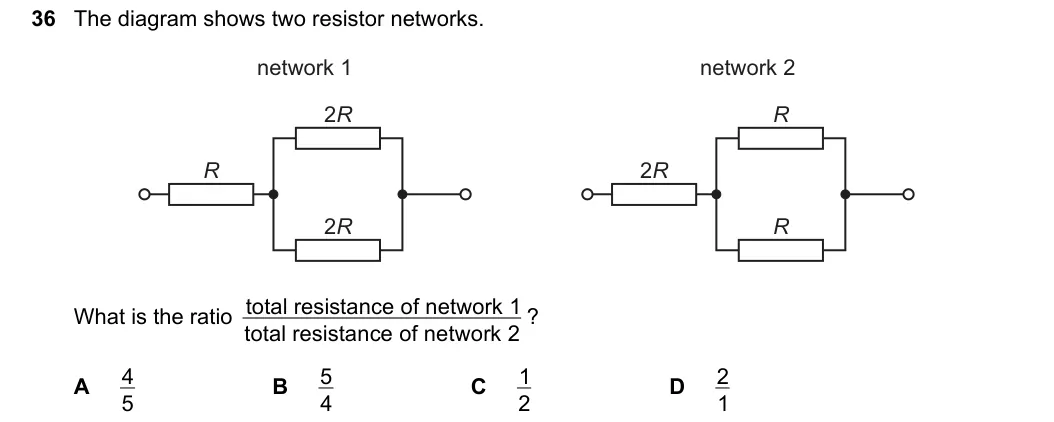 36 The diagram shows two resistor networks.
network 1 network 2
2R R
R 2R
2R R
What is the ratio total resistance of network 1 / total resistance of network 2 ?
A 4/5 B 5/4 C 1/2 D 2/1